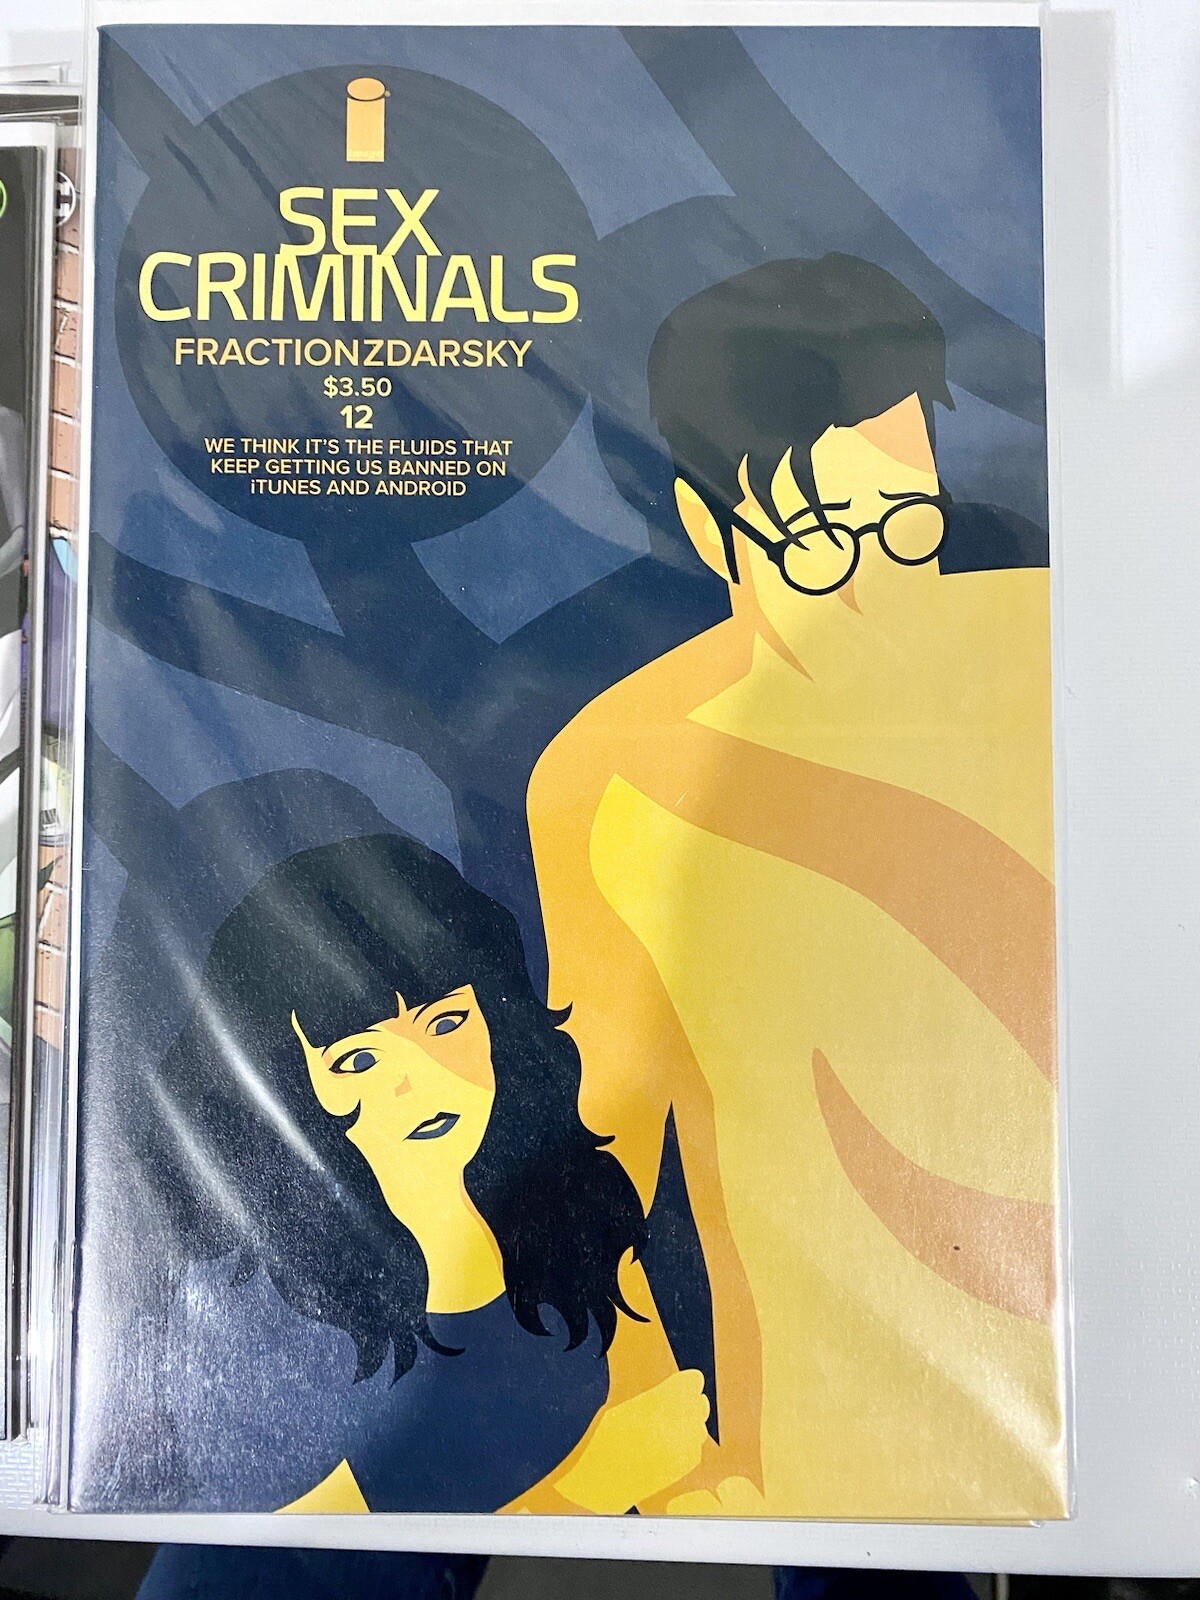 SEX
CRIMINALS
FRACTIONZDARSKY
$3.50
12
WE THINK IT'S THE FLUIDS THAT
KEEP GETTING US BANNED ON
iTUNES AND ANDROID